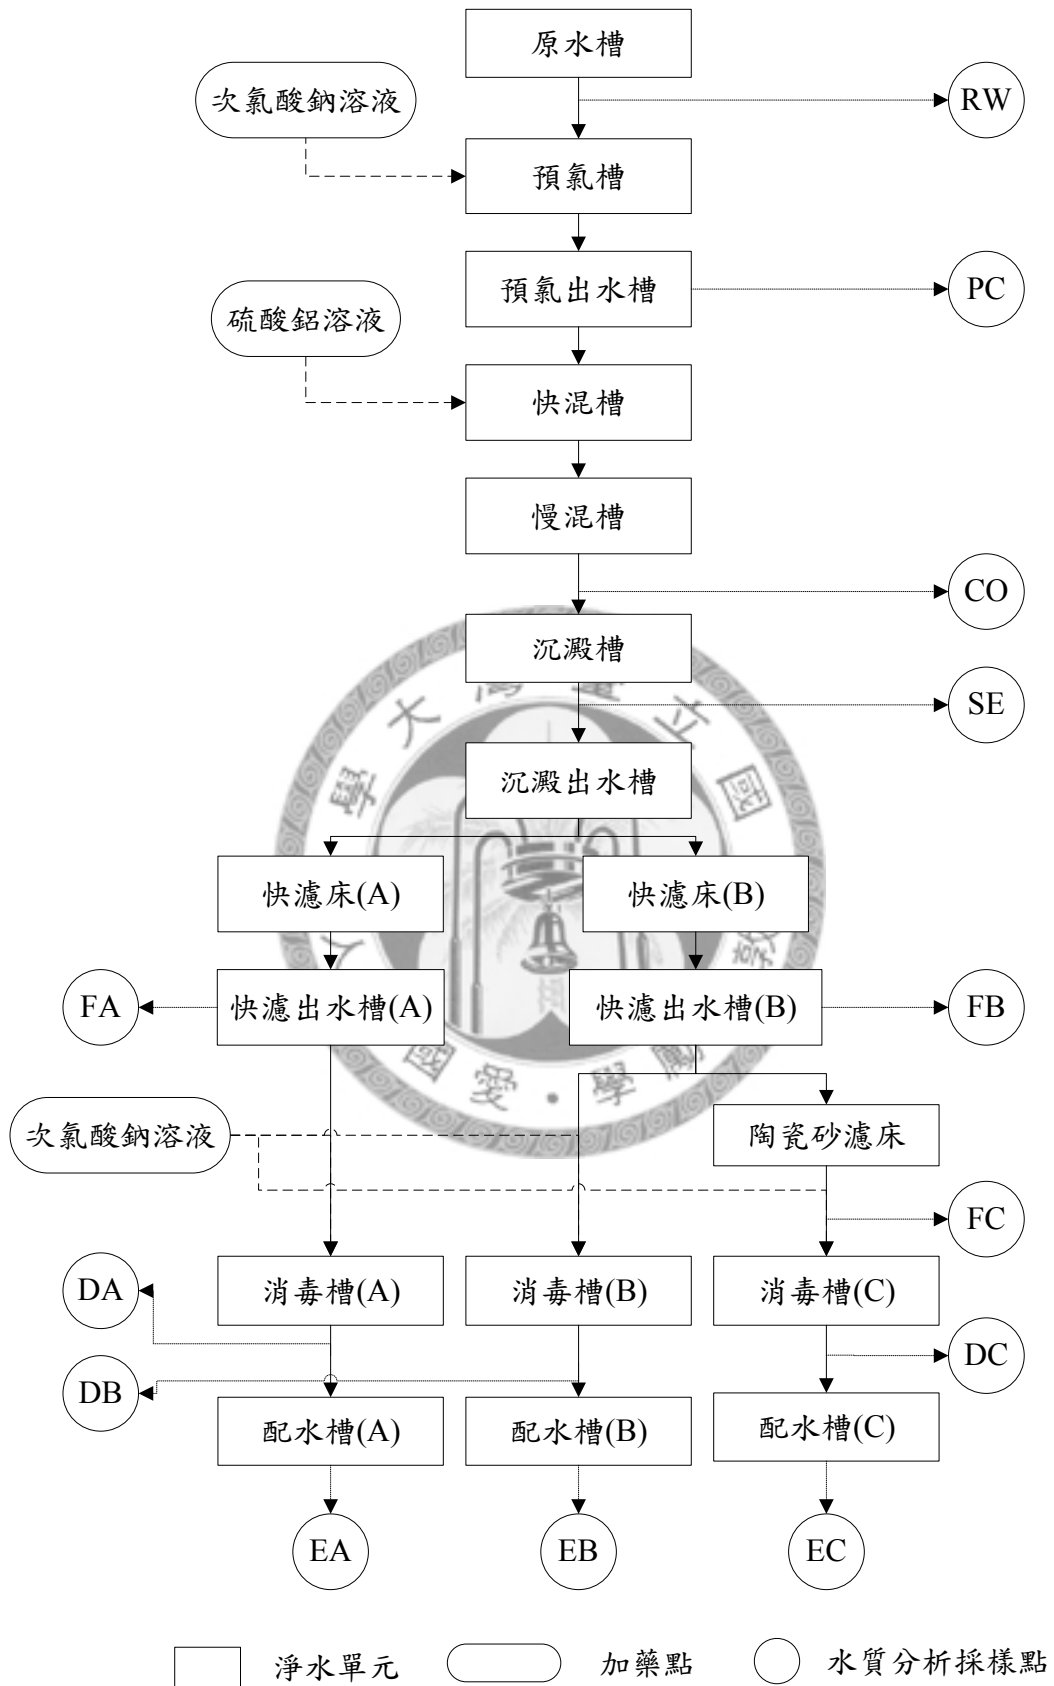 原水槽
次氯酸鈉溶液
RW
預氯槽
預氯出水槽
PC
硫酸鋁溶液
快混槽
慢混槽
CO
沉澱槽
SE
沉澱出水槽
快濾床(A)
快濾床(B)
FA
快濾出水槽(A)
快濾出水槽(B)
FB
次氯酸鈉溶液
陶瓷砂濾床
FC
DA
消毒槽(A)
消毒槽(B)
消毒槽(C)
DC
DB
配水槽(A)
配水槽(B)
配水槽(C)
EA
EB
EC
淨水單元
加藥點
水質分析採樣點